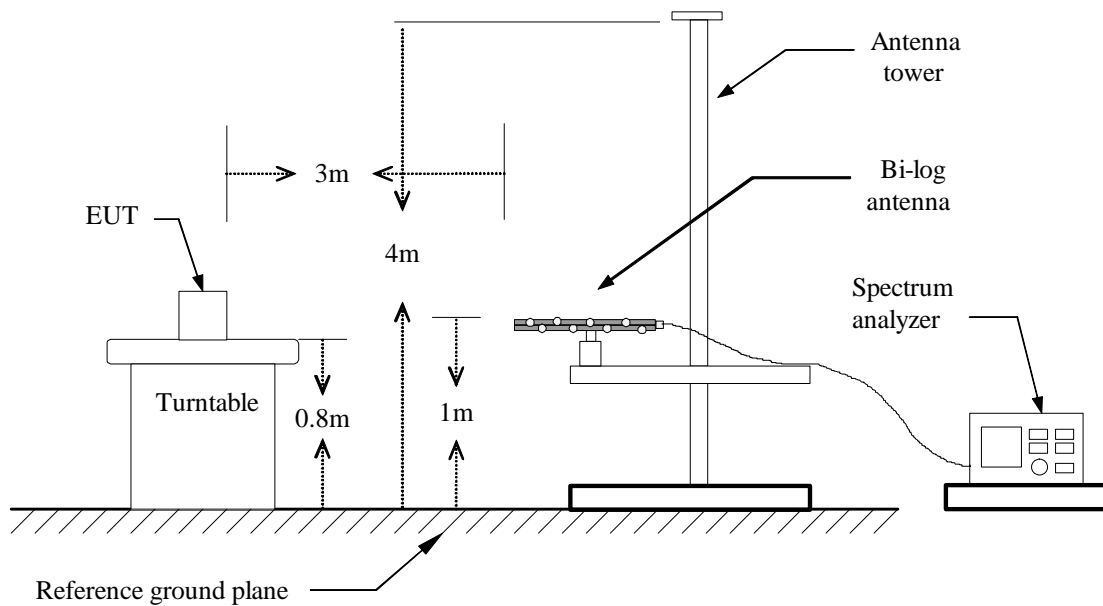 Antenna
tower
3m
Bi-log
antenna
EUT
4m
Spectrum
analyzer
Turntable
0.8m
1m
Reference ground plane